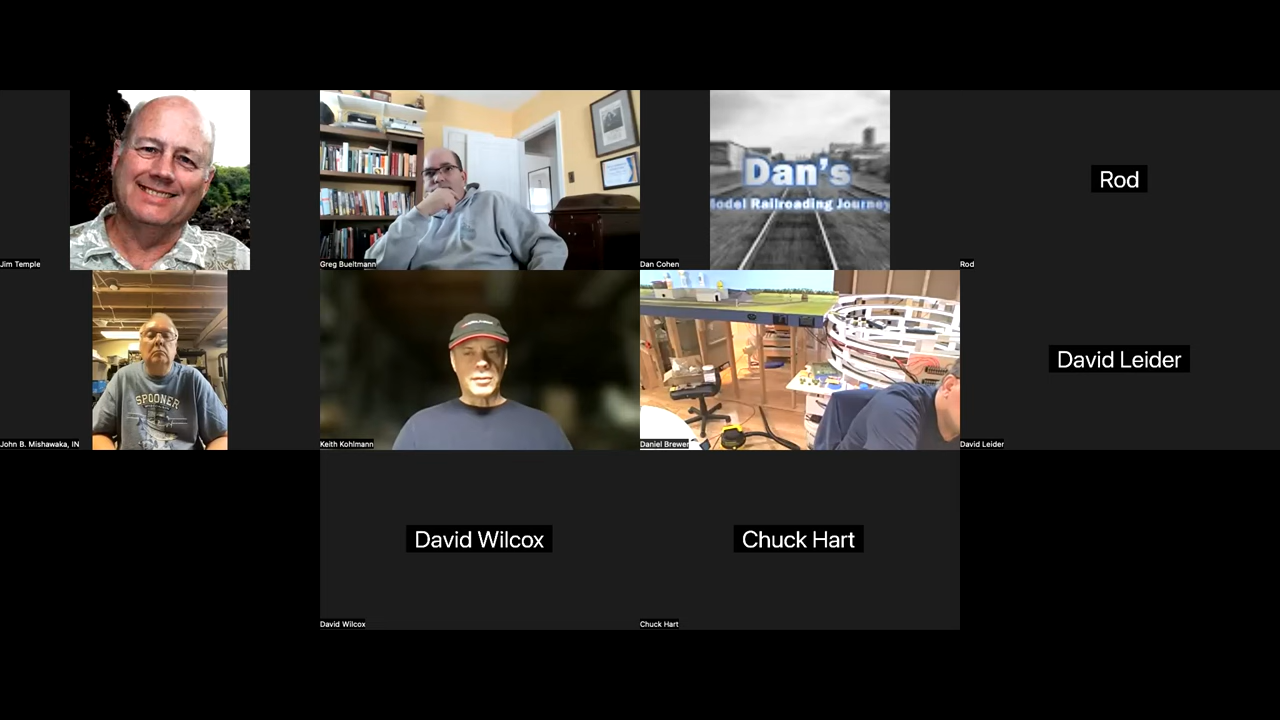 Dan's
Model Railroading Journey
Rod
Jim Temple
Greg Bueltmann
Dan Cohen
Rod
SPOONER
David Leider
John B. Mishawaka, IN
Keith Kohlmann
Daniel Brewer
David Leider
David Wilcox
Chuck Hart
David Wilcox
Chuck Hart